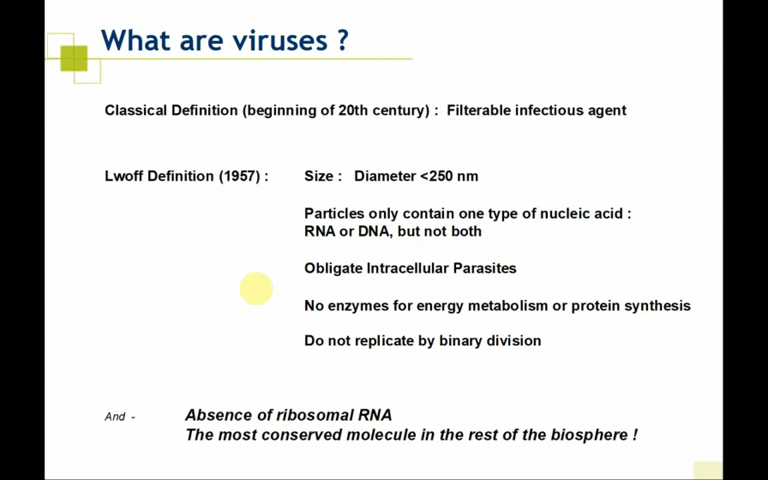 What are viruses ?
Classical Definition (beginning of 20th century) : Filterable infectious agent
Lwoff Definition (1957) : Size : Diameter <250 nm
Particles only contain one type of nucleic acid :
RNA or DNA, but not both
Obligate Intracellular Parasites
No enzymes for energy metabolism or protein synthesis
Do not replicate by binary division
And - Absence of ribosomal RNA
The most conserved molecule in the rest of the biosphere !